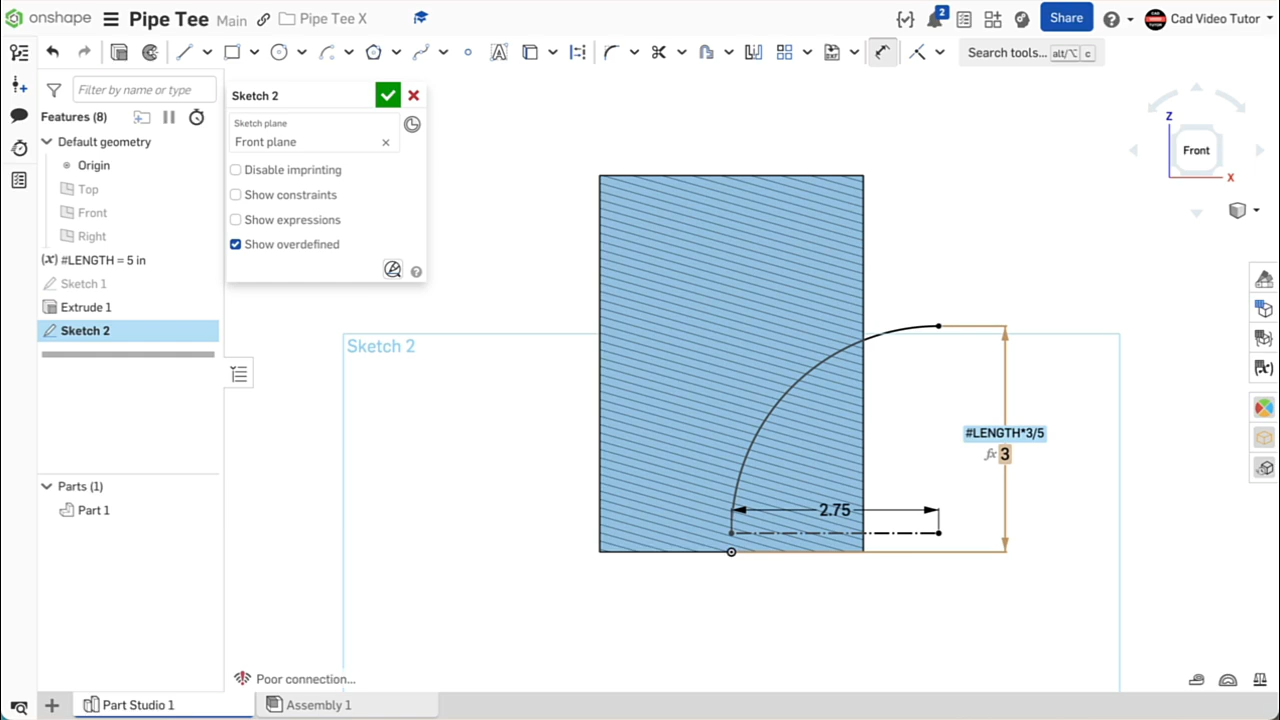 onshape Pipe Tee Main Pipe Tee X 2 Share Cad Video Tutor
Search tools... alt/⌥ c
Filter by name or type
Features (8)
Default geometry
Origin
Top
Front
Right
(x) #LENGTH = 5 in
Sketch 1
Extrude 1
Sketch 2
Parts (1)
Part 1
Sketch 2
Sketch plane
Front plane
Disable imprinting
Show constraints
Show expressions
Show overdefined
Z
Front
X
Sketch 2
#LENGTH*3/5
fx 3
2.75
Poor connection...
Part Studio 1 Assembly 1